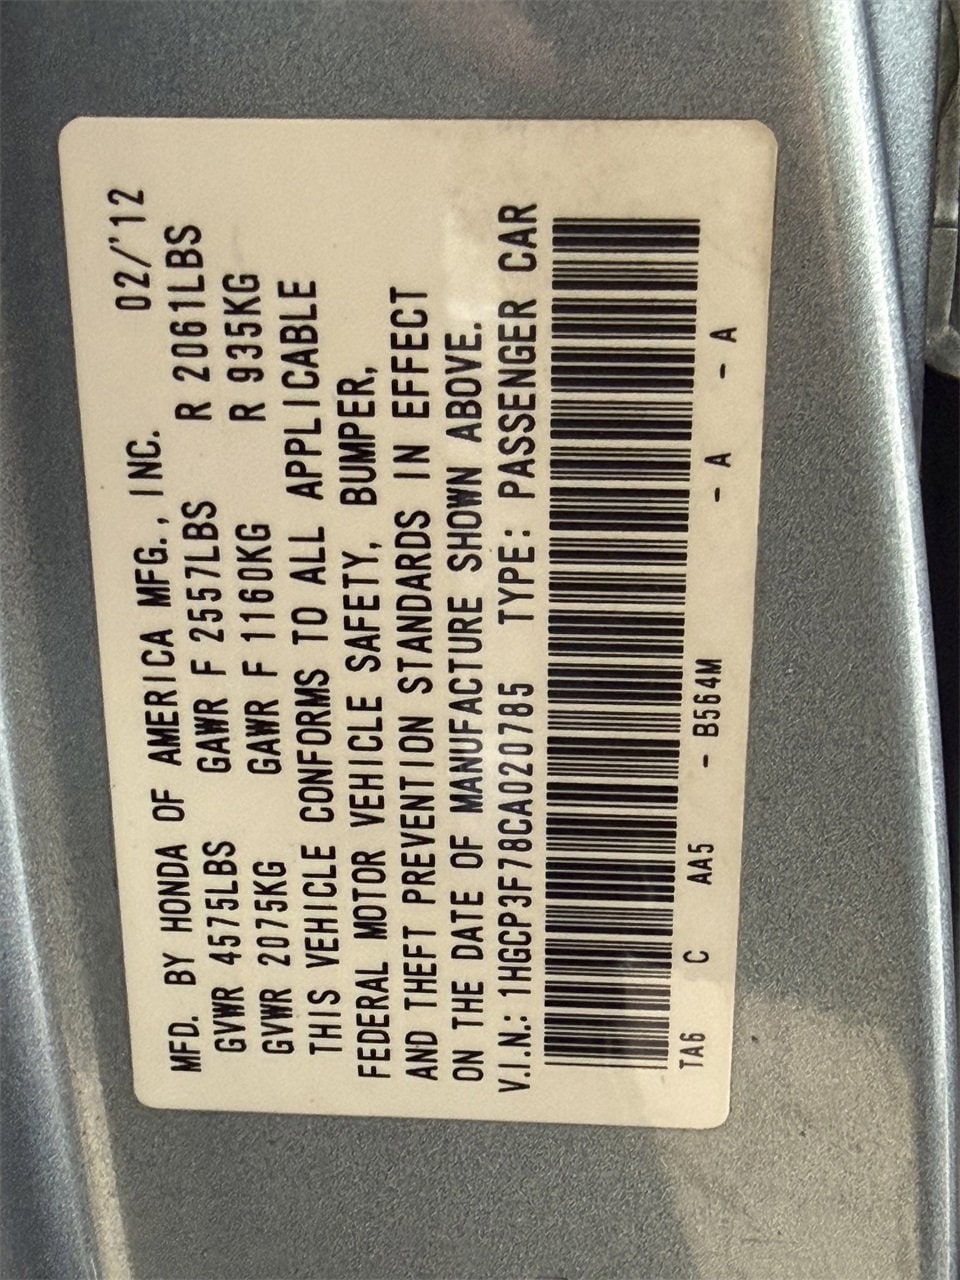 MFD. BY HONDA OF AMERICA MFG., INC. 02/'12
GVWR 4575LBS GAWR F 2557LBS R 2061LBS
GVWR 2075KG GAWR F 1160KG R 935KG
THIS VEHICLE CONFORMS TO ALL APPLICABLE
FEDERAL MOTOR VEHICLE SAFETY, BUMPER,
AND THEFT PREVENTION STANDARDS IN EFFECT
ON THE DATE OF MANUFACTURE SHOWN ABOVE.
V.I.N.: 1HGCP3F78CA020785 TYPE: PASSENGER CAR
TA6 C AA5 - B564M - A - A